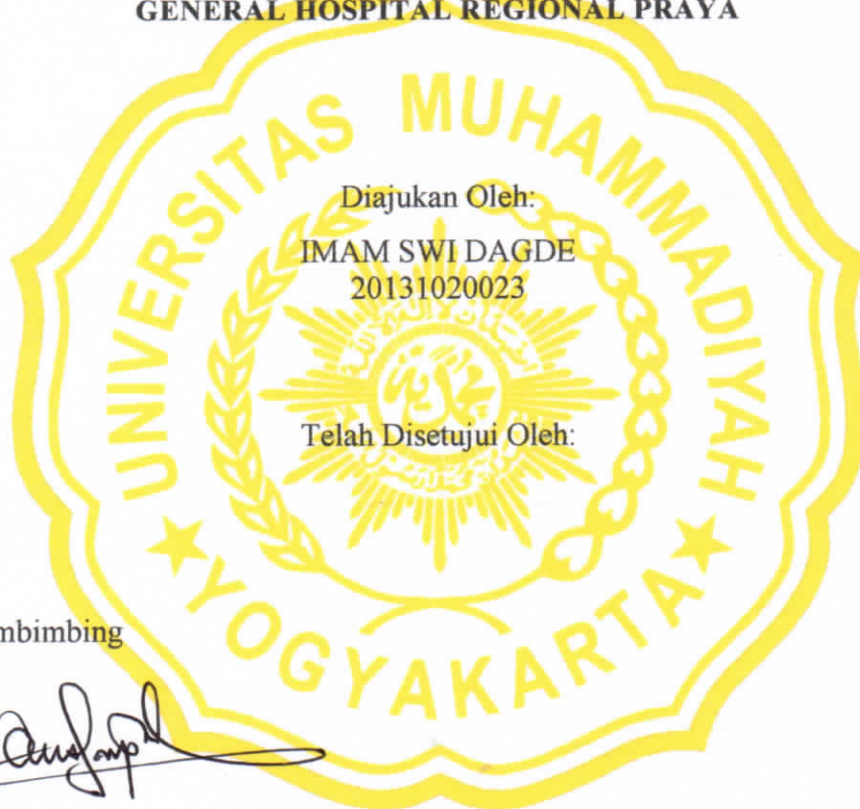 GENERAL HOSPITAL REGIONAL PRAYA
UNIVERSITAS MUHAMMADIYAH
Diajukan Oleh:
IMAM SWI DAGDE
20131020023
Telah Disetujui Oleh:
YOGYAKARTA
mbimbing